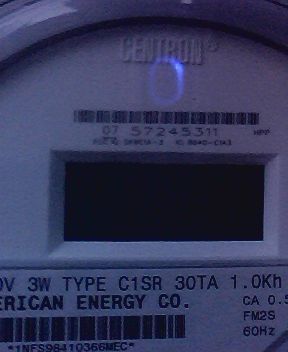 CENTRON®
07 57245311
0V 3W TYPE C1SR 30TA 1.0Kh
ERICAN ENERGY CO.
CA 0.5
FM2S
60Hz
*1NFS98410366MEC*